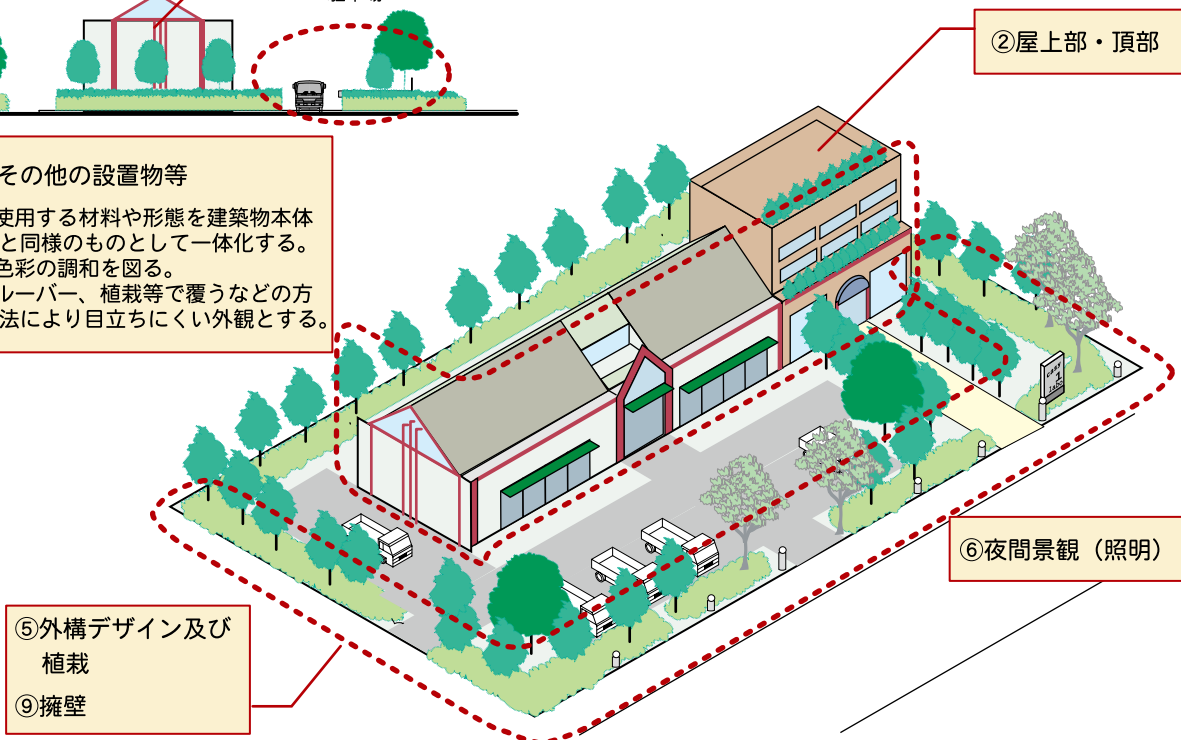 ②屋上部・頂部
その他の設置物等
使用する材料や形態を建築物本体
と同様のものとして一体化する。
色彩の調和を図る。
ルーバー、植栽等で覆うなどの方
法により目立ちにくい外観とする。
⑥夜間景観（照明）
⑤外構デザイン及び
植栽
⑨擁壁